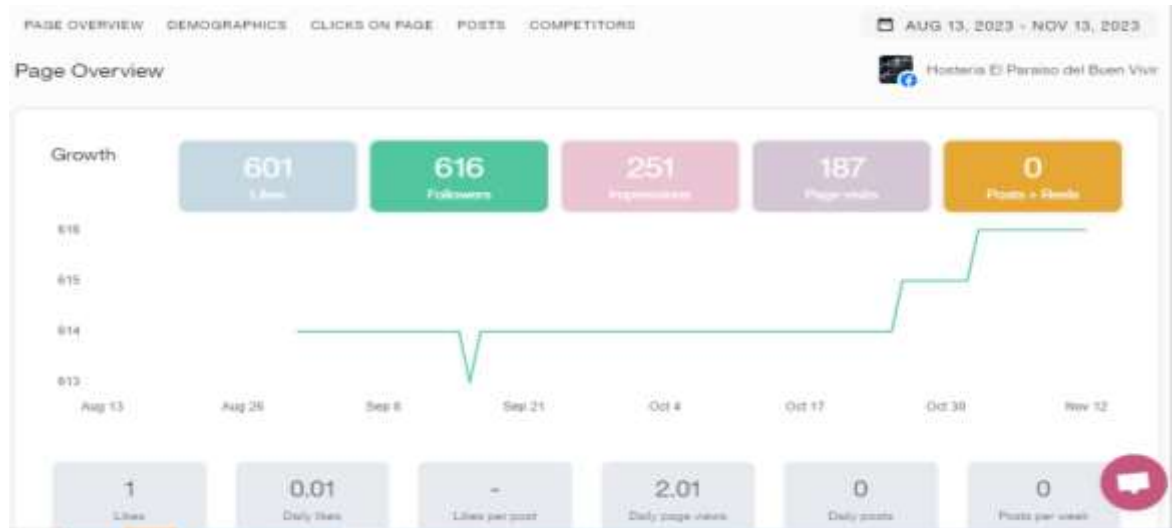 PAGE OVERVIEW DEMOGRAPHICS CLICKS ON PAGE POSTS COMPETITORS AUG 13, 2023 - NOV 13, 2023
Page Overview Hosteria El Paraiso del Buen Vivir
Growth
601 616 251 187 0
Likes Followers Impressions Page visits Posts + Reels
616
615
614
613
Aug 13 Aug 26 Sep 8 Sep 21 Oct 4 Oct 17 Oct 30 Nov 12
1 0.01 - 2.01 0 0
Likes Daily likes Likes per post Daily page views Daily posts Posts per week